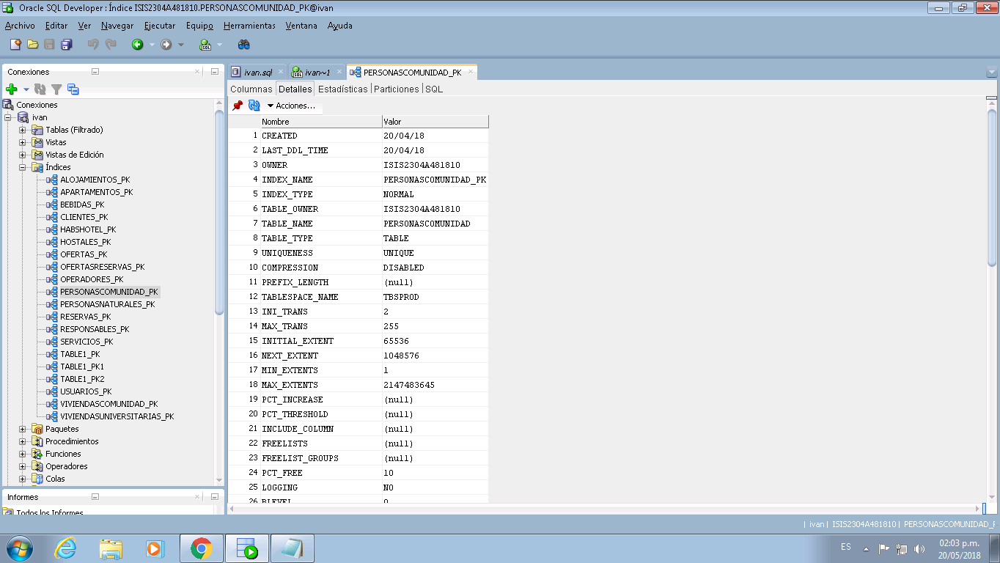 Oracle SQL Developer : Índice ISIS2304A481810.PERSONASCOMUNIDAD_PK@ivan
Archivo Editar Ver Navegar Ejecutar Equipo Herramientas Ventana Ayuda
Conexiones
Conexiones
ivan
Tablas (Filtrado)
Vistas
Vistas de Edición
Índices
ALOJAMIENTOS_PK
APARTAMENTOS_PK
BEBIDAS_PK
CLIENTES_PK
HABSHOTEL_PK
HOSTALES_PK
OFERTAS_PK
OFERTASRESERVAS_PK
OPERADORES_PK
PERSONASCOMUNIDAD_PK
PERSONASNATURALES_PK
RESERVAS_PK
RESPONSABLES_PK
SERVICIOS_PK
TABLE1_PK
TABLE1_PK1
TABLE1_PK2
USUARIOS_PK
VIVIENDASCOMUNIDAD_PK
VIVIENDASUNIVERSITARIAS_PK
Paquetes
Procedimientos
Funciones
Operadores
Colas
Informes
Todos los Informes
ivan.sql ivan~1 PERSONASCOMUNIDAD_PK
Columnas Detalles Estadísticas Particiones SQL
Acciones...
Nombre Valor
1 CREATED 20/04/18
2 LAST_DDL_TIME 20/04/18
3 OWNER ISIS2304A481810
4 INDEX_NAME PERSONASCOMUNIDAD_PK
5 INDEX_TYPE NORMAL
6 TABLE_OWNER ISIS2304A481810
7 TABLE_NAME PERSONASCOMUNIDAD
8 TABLE_TYPE TABLE
9 UNIQUENESS UNIQUE
10 COMPRESSION DISABLED
11 PREFIX_LENGTH (null)
12 TABLESPACE_NAME TBSPROD
13 INI_TRANS 2
14 MAX_TRANS 255
15 INITIAL_EXTENT 65536
16 NEXT_EXTENT 1048576
17 MIN_EXTENTS 1
18 MAX_EXTENTS 2147483645
19 PCT_INCREASE (null)
20 PCT_THRESHOLD (null)
21 INCLUDE_COLUMN (null)
22 FREELISTS (null)
23 FREELIST_GROUPS (null)
24 PCT_FREE 10
25 LOGGING NO
26 BLEVEL 0
| ivan | ISIS2304A481810 | PERSONASCOMUNIDAD_
ES
02:03 p.m.
20/05/2018